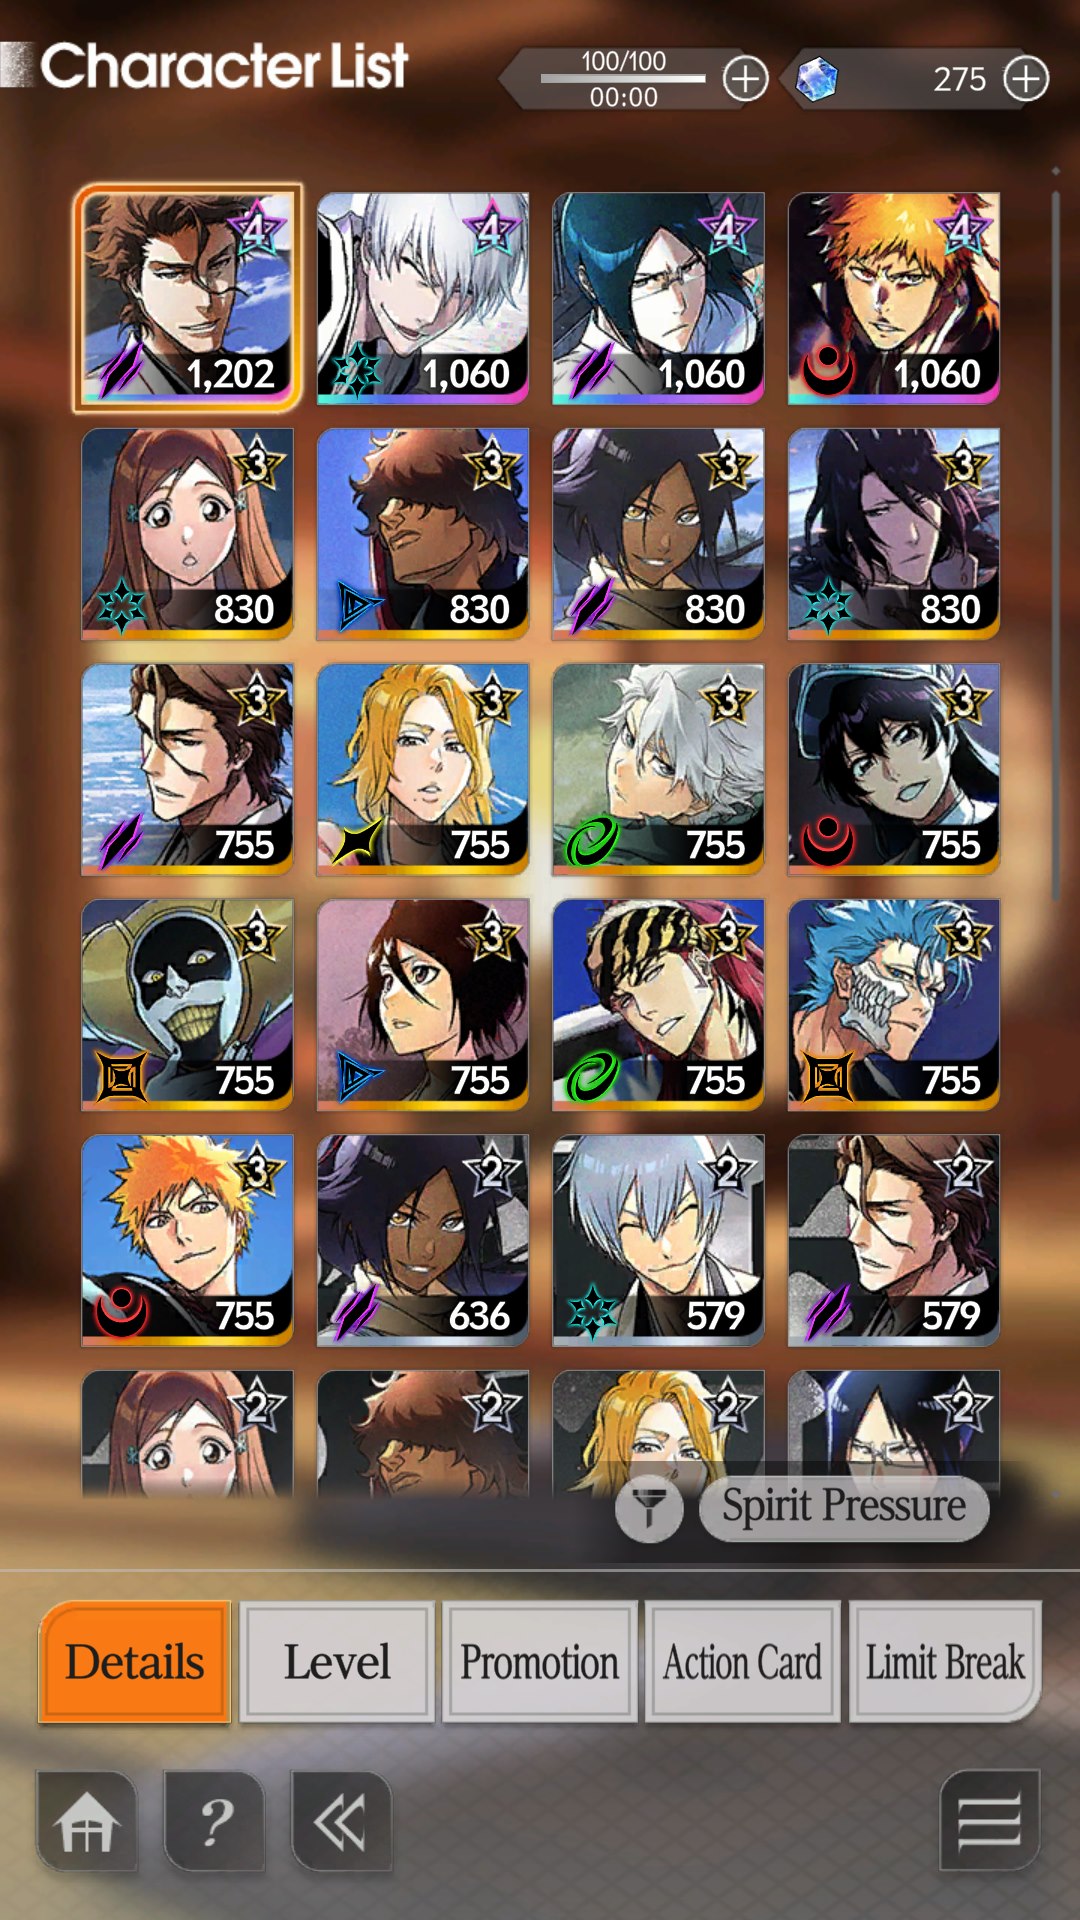 Character List
100/100
00:00
275
4 4 4 4
1,202 1,060 1,060 1,060
3 3 3 3
830 830 830 830
3 3 3 3
755 755 755 755
3 3 3 3
755 755 755 755
3 2 2 2
755 636 579 579
2 2 2 2
Spirit Pressure
Details Level Promotion Action Card Limit Break
?